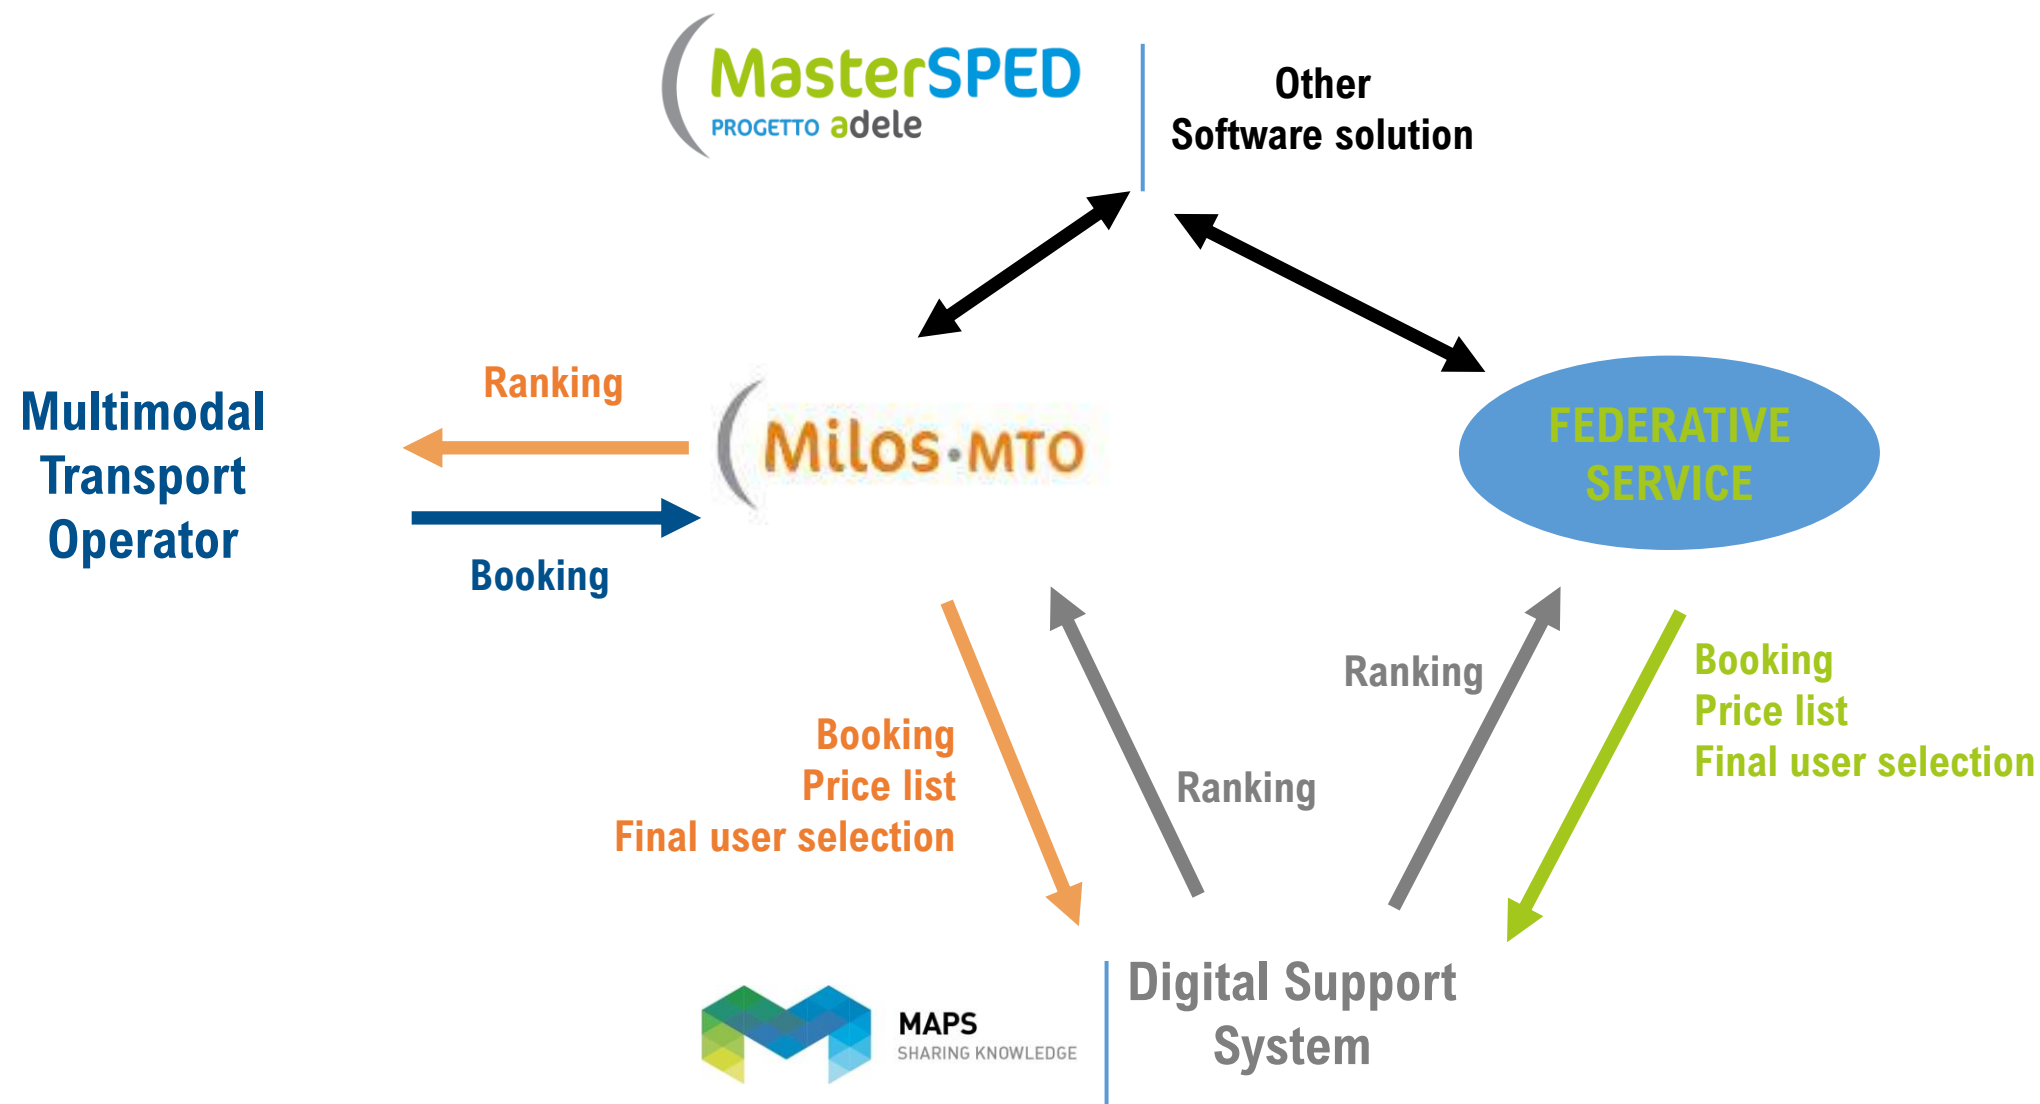 MasterSPED
PROGETTO adele
Other
Software solution
Ranking
Multimodal
Transport
Operator
Booking
Milos·MTO
FEDERATIVE
SERVICE
Booking
Price list
Final user selection
Ranking
Ranking
Booking
Price list
Final user selection
MAPS
SHARING KNOWLEDGE
Digital Support
System